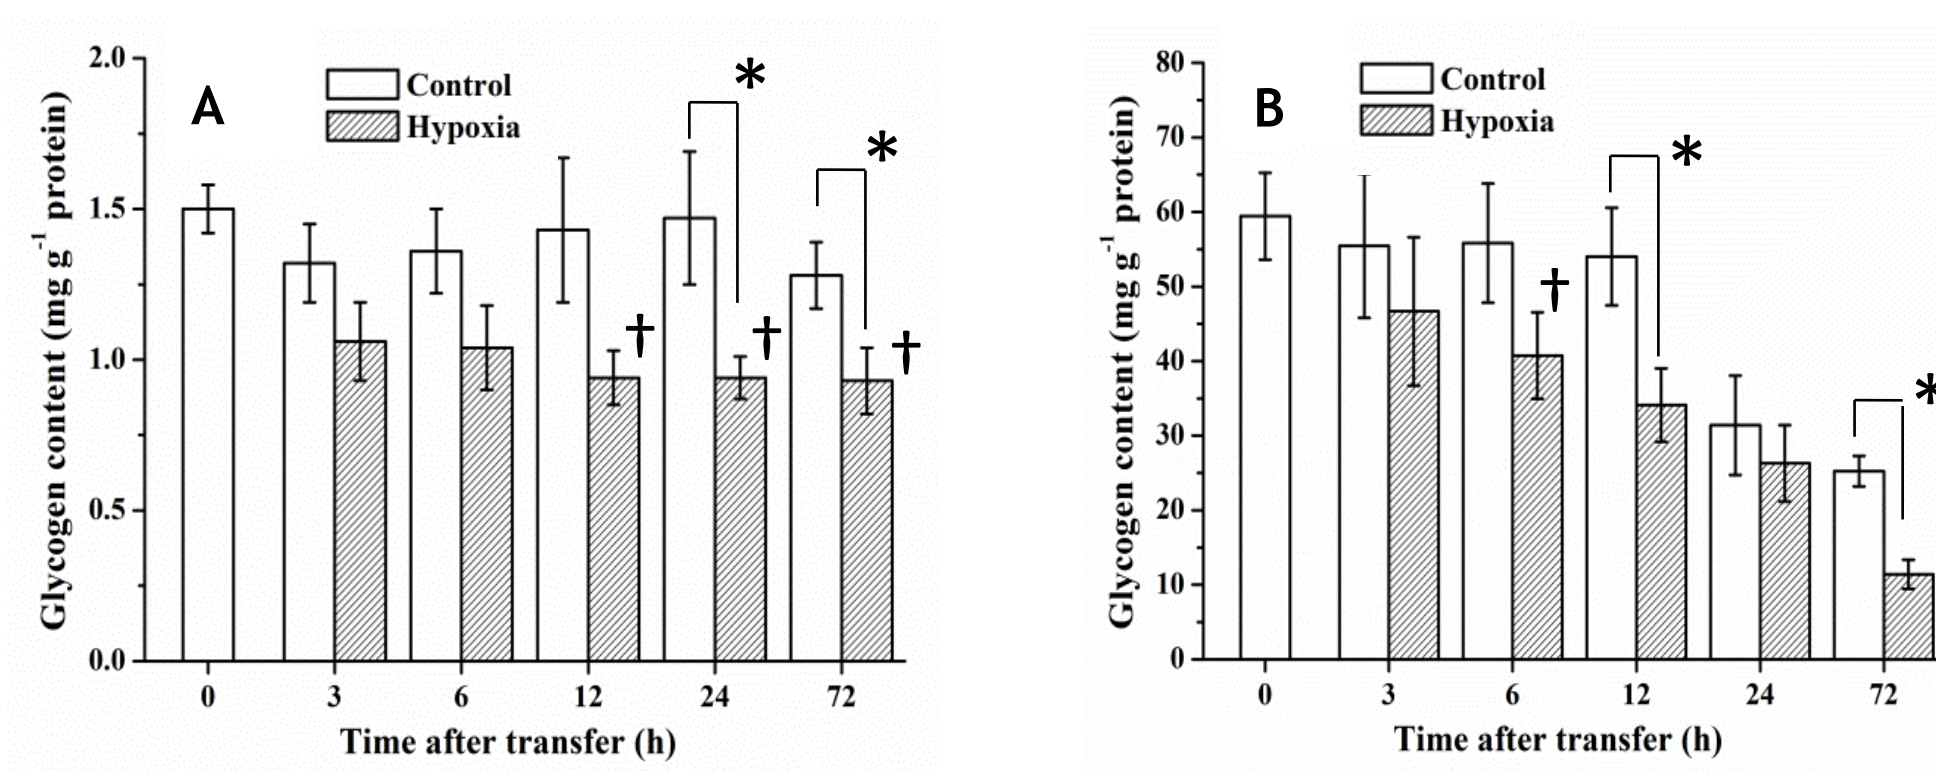 A
Control
Hypoxia
*
*
†
†
†
2.0
1.5
1.0
0.5
0.0
Glycogen content (mg g-1 protein)
0 3 6 12 24 72
Time after transfer (h)
B
Control
Hypoxia
*
†
*
80
70
60
50
40
30
20
10
0
Glycogen content (mg g-1 protein)
0 3 6 12 24 72
Time after transfer (h)